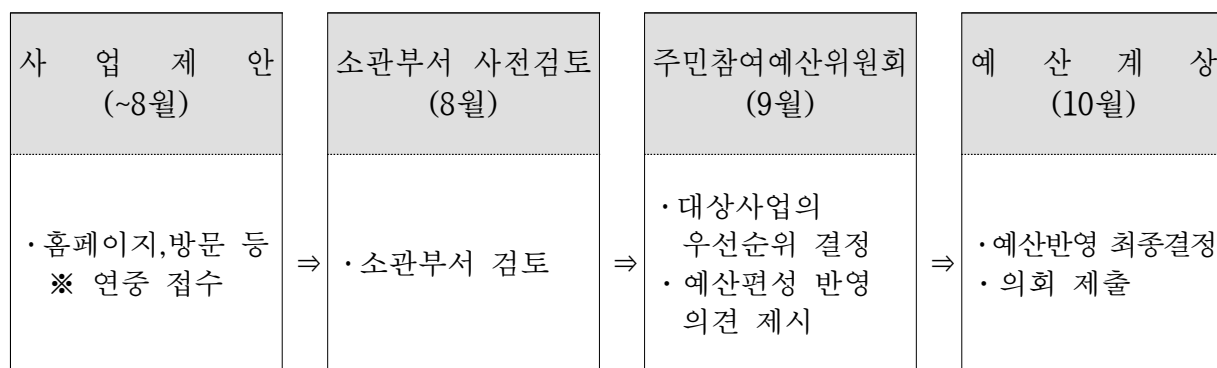 사 업 제 안
(~8월)
·홈페이지,방문 등
※ 연중 접수
⇒
소관부서 사전검토
(8월)
·소관부서 검토
⇒
주민참여예산위원회
(9월)
·대상사업의
우선순위 결정
·예산편성 반영
의견 제시
⇒
예 산 계 상
(10월)
·예산반영 최종결정
·의회 제출